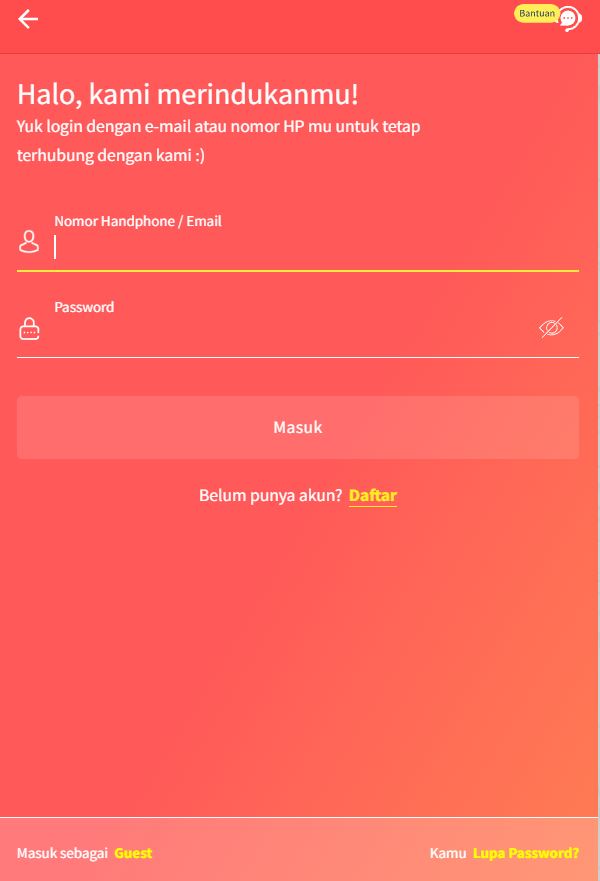 Bantuan
Halo, kami merindukanmu!
Yuk login dengan e-mail atau nomor HP mu untuk tetap
terhubung dengan kami :)
Nomor Handphone / Email
Password
Masuk
Belum punya akun? Daftar
Masuk sebagai Guest
Kamu Lupa Password?